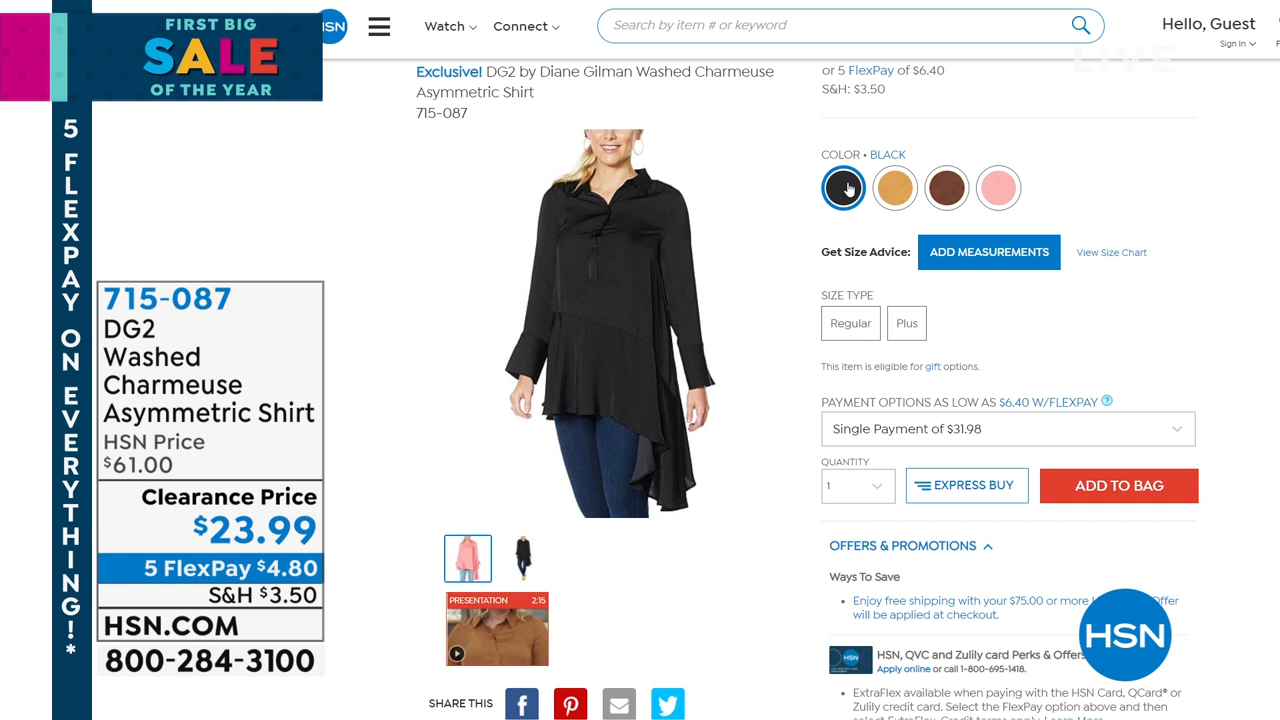 FIRST BIG
SALE
OF THE YEAR
5 FLEXPAY ON EVERYTHING!*
715-087
DG2
Washed
Charmeuse
Asymmetric Shirt
HSN Price
$61.00
Clearance Price
$23.99
5 FlexPay $4.80
S&H $3.50
HSN.COM
800-284-3100
HSN
Watch
Connect
Search by item # or keyword
Hello, Guest
Sign In
LIVE
Exclusive! DG2 by Diane Gilman Washed Charmeuse
Asymmetric Shirt
715-087
PRESENTATION 2:15
SHARE THIS
or 5 FlexPay of $6.40
S&H: $3.50
COLOR • BLACK
Get Size Advice: ADD MEASUREMENTS View Size Chart
SIZE TYPE
Regular Plus
This item is eligible for gift options.
PAYMENT OPTIONS AS LOW AS $6.40 W/FLEXPAY
Single Payment of $31.98
QUANTITY
1
EXPRESS BUY
ADD TO BAG
OFFERS & PROMOTIONS
Ways To Save
• Enjoy free shipping with your $75.00 or more
will be applied at checkout.
HSN
HSN, QVC and Zulily card Perks & Offers
Apply online or call 1-800-695-1418.
• ExtraFlex available when paying with the HSN Card, QCard® or
Zulily credit card. Select the FlexPay option above and then